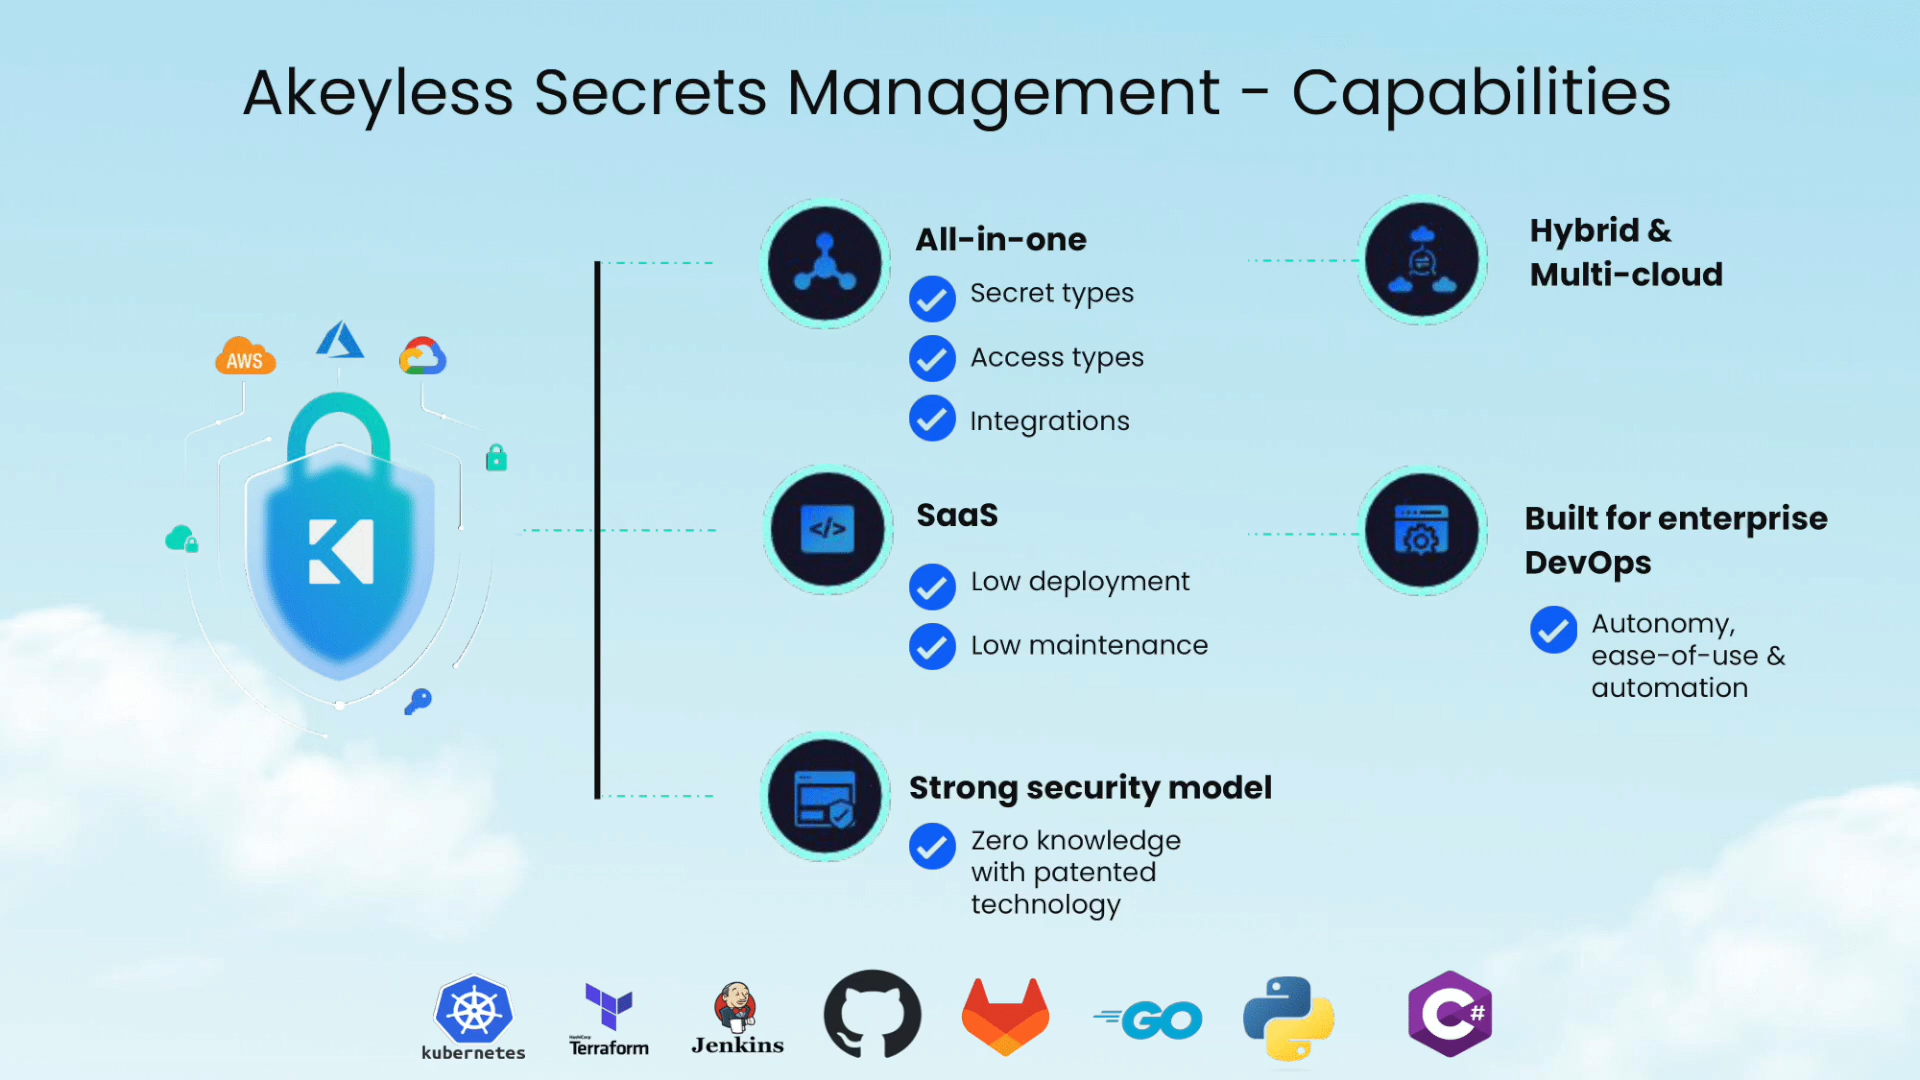 Akeyless Secrets Management - Capabilities
AWS
All-in-one
Secret types
Access types
Integrations
Hybrid &
Multi-cloud
SaaS
Low deployment
Low maintenance
Built for enterprise
DevOps
Autonomy,
ease-of-use &
automation
Strong security model
Zero knowledge
with patented
technology
kubernetes
HashiCorp
Terraform
Jenkins
GO
C#